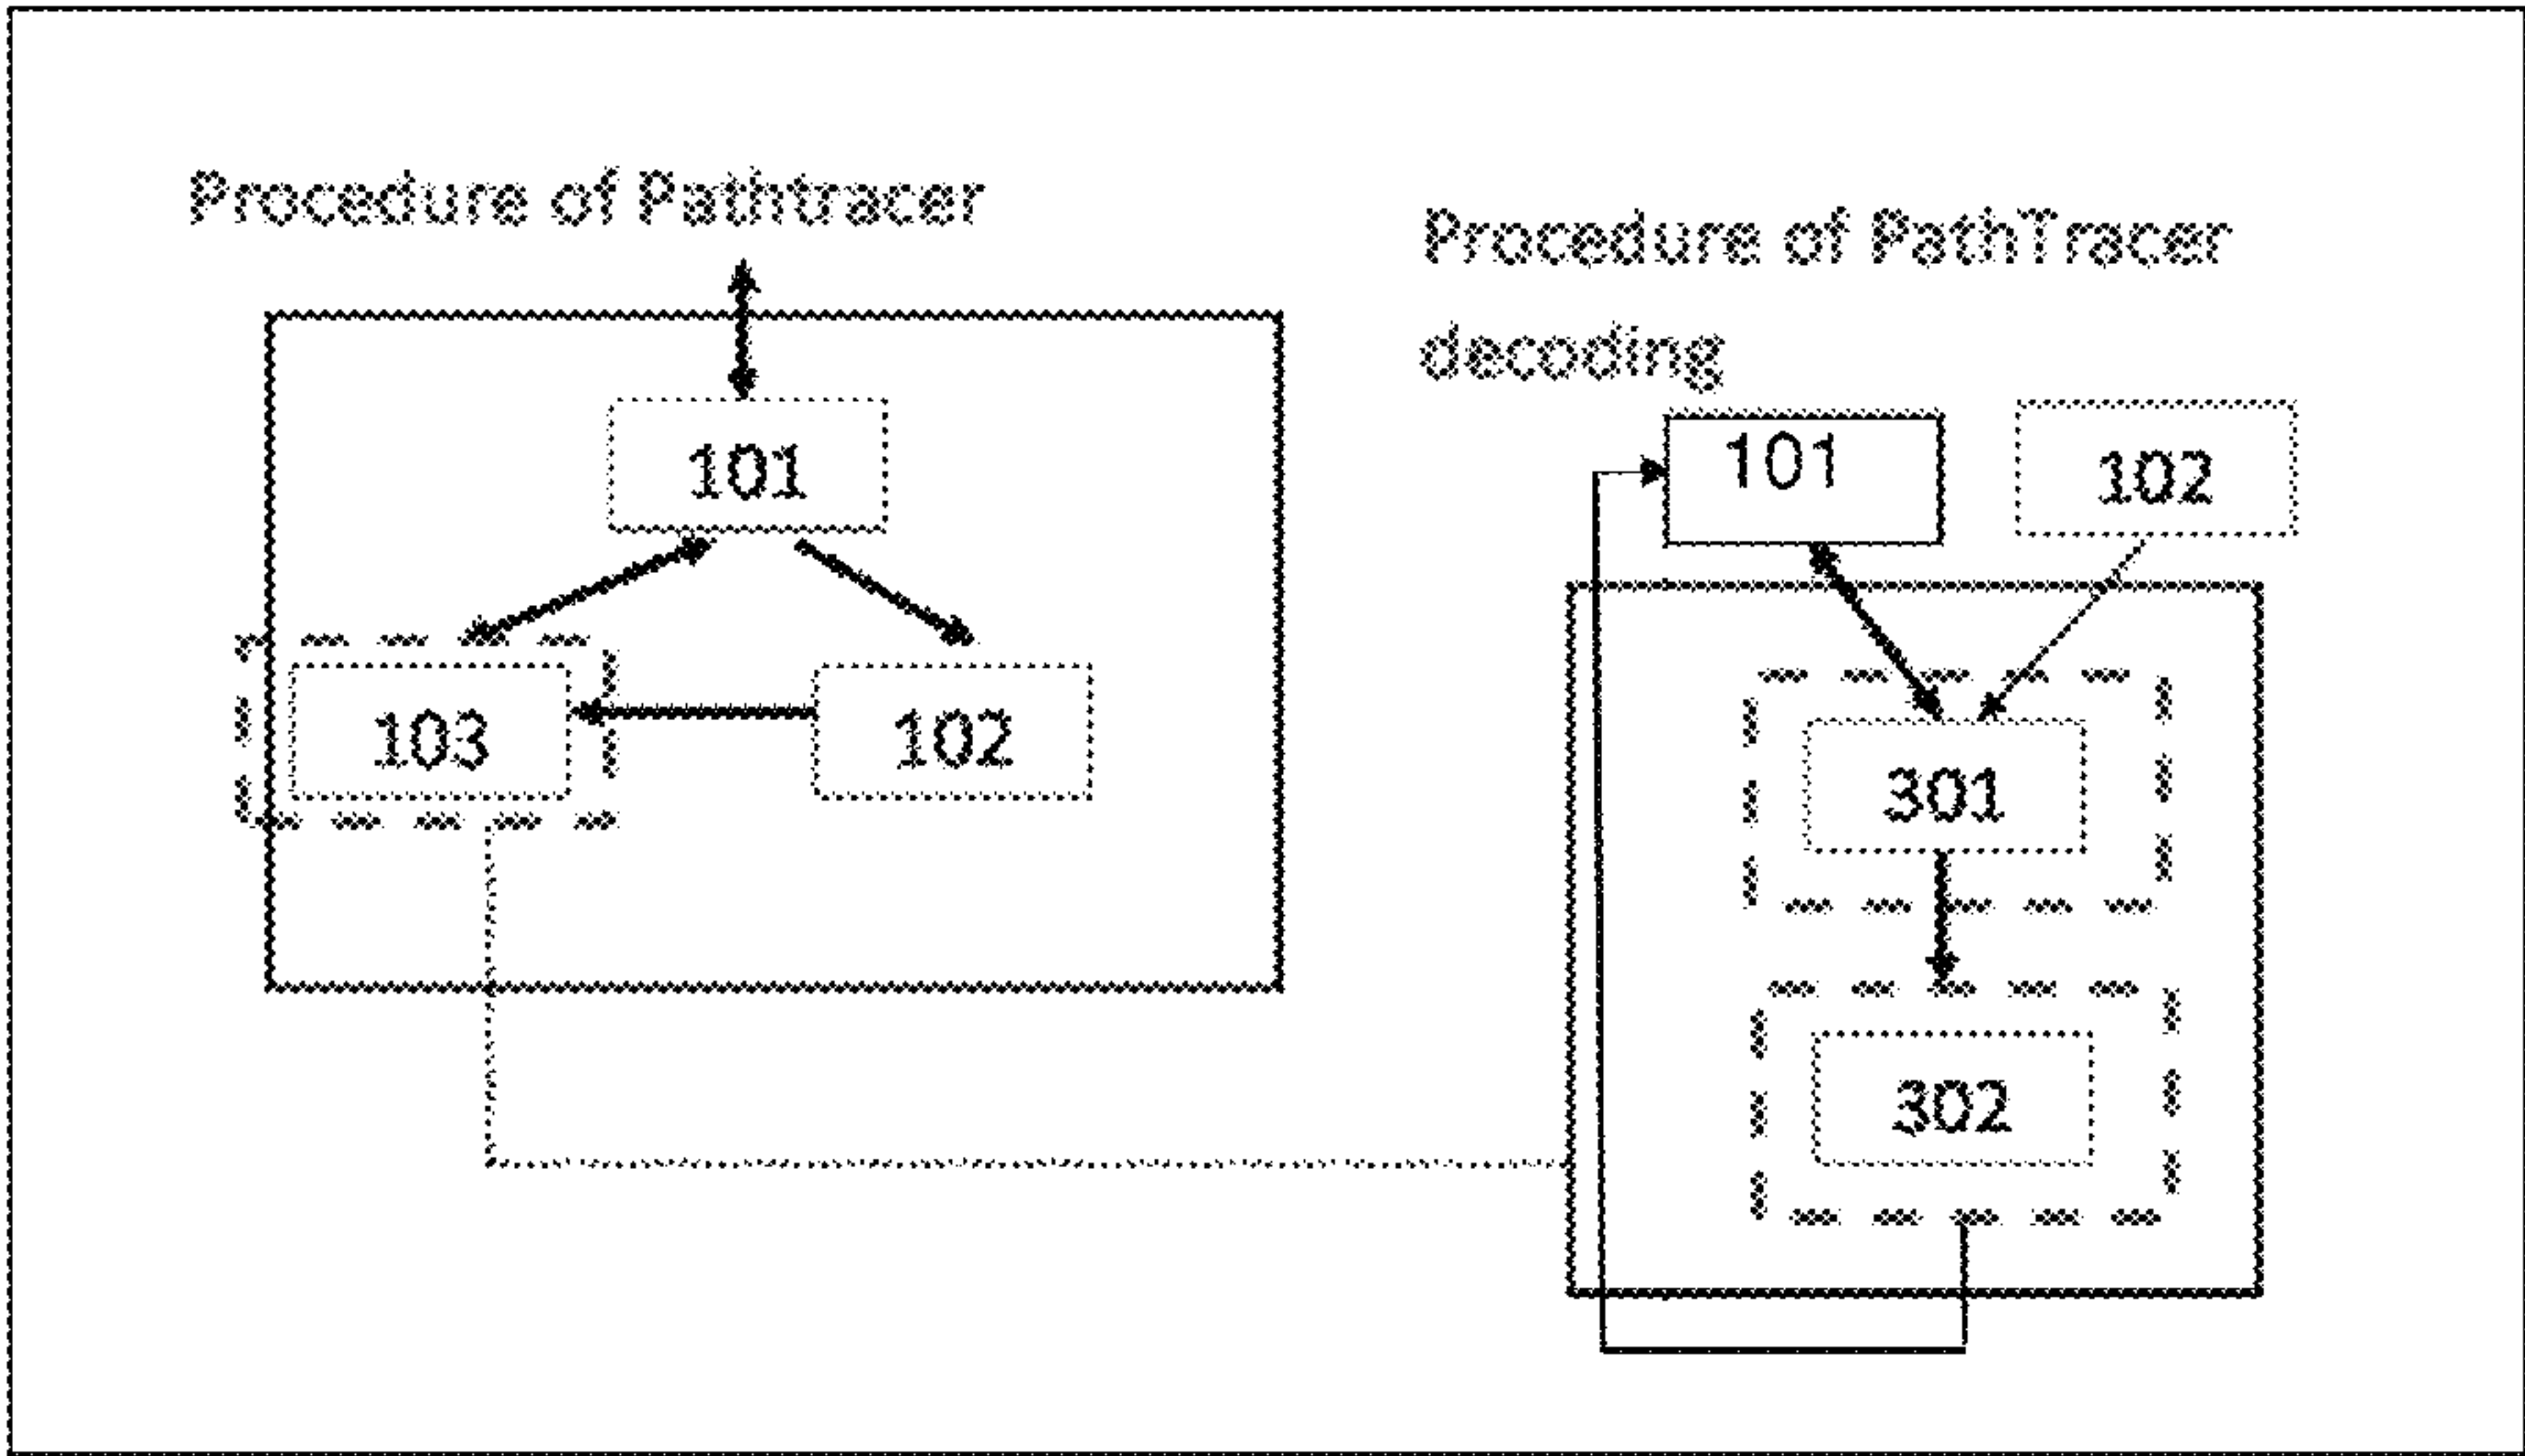 Procedure of Pathtracer
101
103
102
Procedure of PathTracer
decoding
101
102
301
302